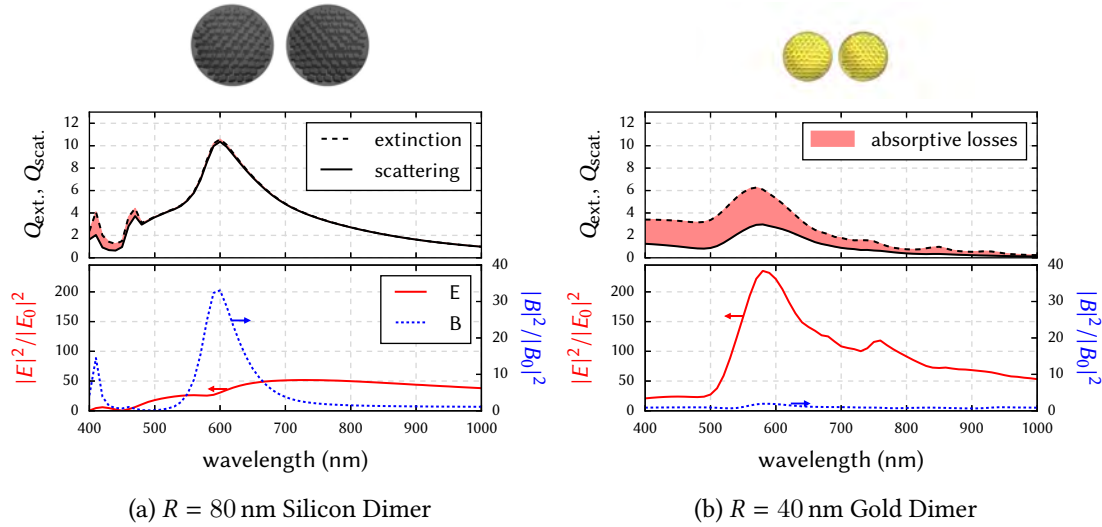 Q_ext., Q_scat.
12
10
8
6
4
2
0
extinction
scattering
|E|²/|E₀|²
200
150
100
50
0
E
B
40
30
20
10
0
|B|²/|B₀|²
400 500 600 700 800 900 1000
wavelength (nm)
(a) R = 80 nm Silicon Dimer
Q_ext., Q_scat.
12
10
8
6
4
2
0
absorptive losses
|E|²/|E₀|²
200
150
100
50
0
40
30
20
10
0
|B|²/|B₀|²
400 500 600 700 800 900 1000
wavelength (nm)
(b) R = 40 nm Gold Dimer